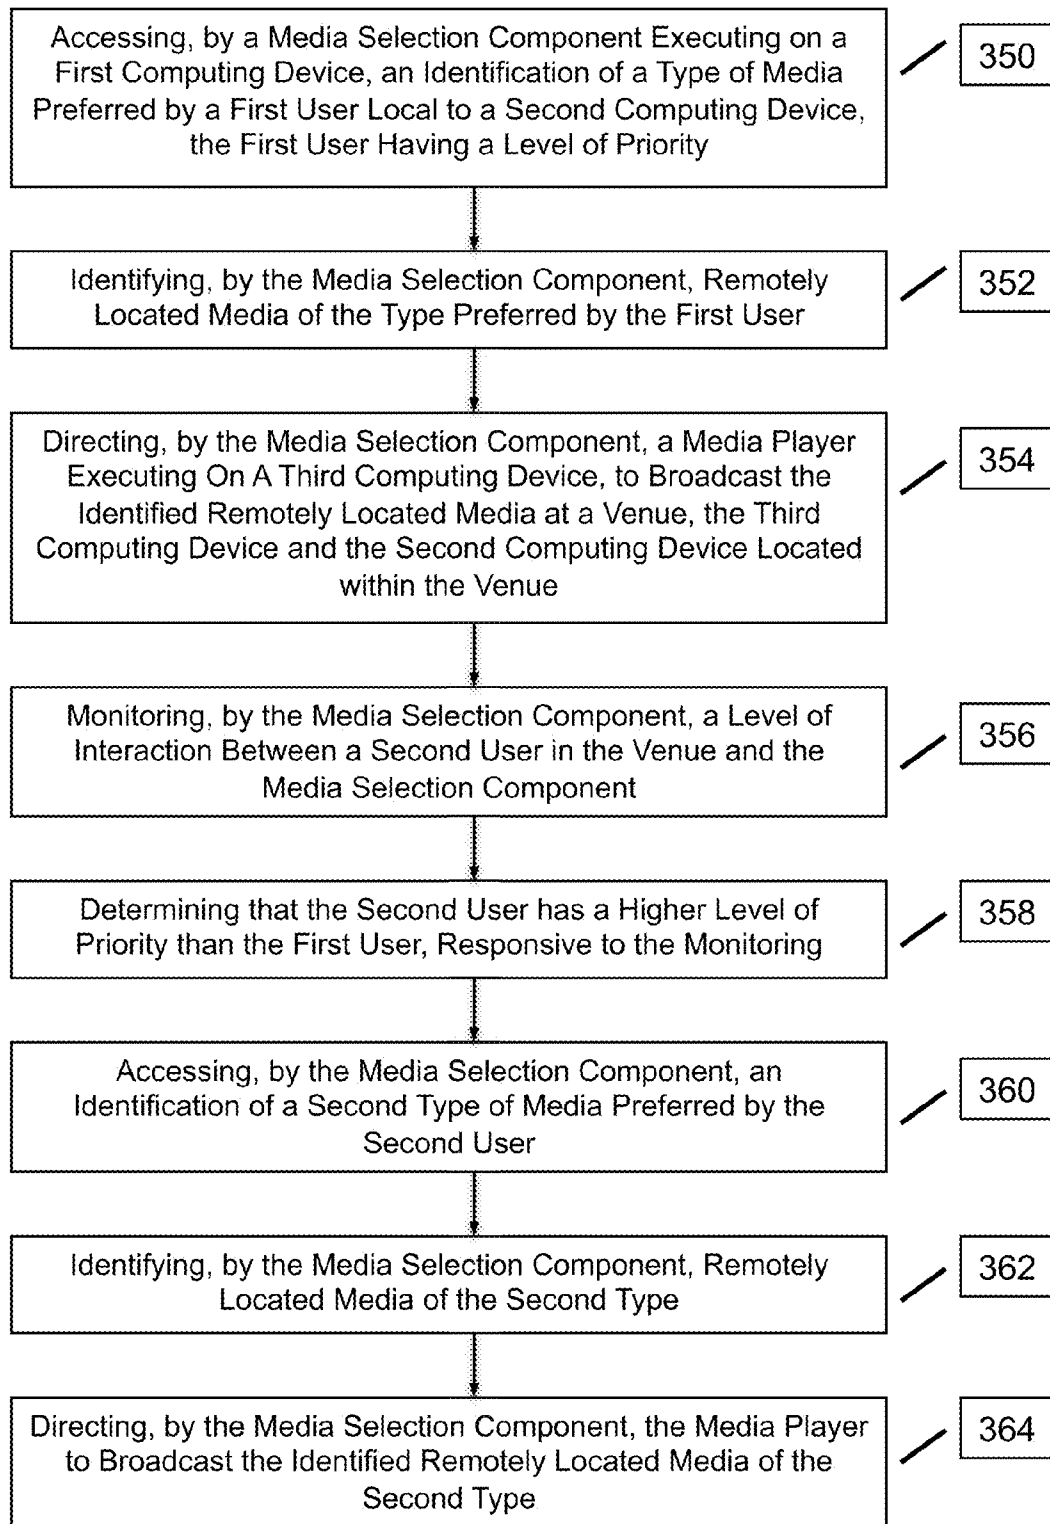 Accessing, by a Media Selection Component Executing on a
First Computing Device, an Identification of a Type of Media
Preferred by a First User Local to a Second Computing Device,
the First User Having a Level of Priority
350
Identifying, by the Media Selection Component, Remotely
Located Media of the Type Preferred by the First User
352
Directing, by the Media Selection Component, a Media Player
Executing On A Third Computing Device, to Broadcast the
Identified Remotely Located Media at a Venue, the Third
Computing Device and the Second Computing Device Located
within the Venue
354
Monitoring, by the Media Selection Component, a Level of
Interaction Between a Second User in the Venue and the
Media Selection Component
356
Determining that the Second User has a Higher Level of
Priority than the First User, Responsive to the Monitoring
358
Accessing, by the Media Selection Component, an
Identification of a Second Type of Media Preferred by the
Second User
360
Identifying, by the Media Selection Component, Remotely
Located Media of the Second Type
362
Directing, by the Media Selection Component, the Media Player
to Broadcast the Identified Remotely Located Media of the
Second Type
364